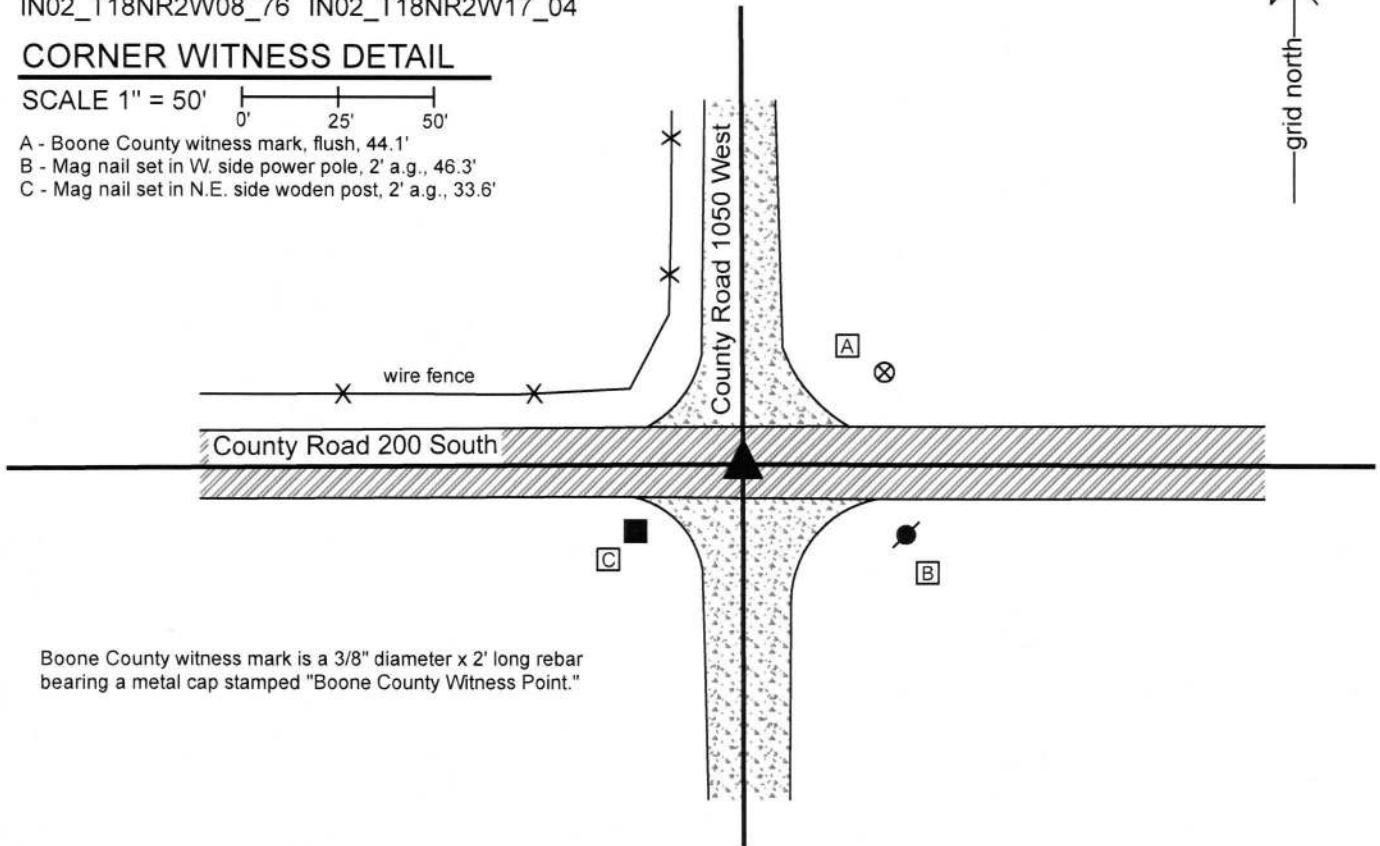 IN02_T18NR2W08_76 IN02_T18NR2W17_04
CORNER WITNESS DETAIL
SCALE 1" = 50'
0' 25' 50'
A - Boone County witness mark, flush, 44.1'
B - Mag nail set in W. side power pole, 2' a.g., 46.3'
C - Mag nail set in N.E. side woden post, 2' a.g., 33.6'
grid north
County Road 1050 West
A
wire fence
County Road 200 South
C
B
Boone County witness mark is a 3/8" diameter x 2' long rebar
bearing a metal cap stamped "Boone County Witness Point."